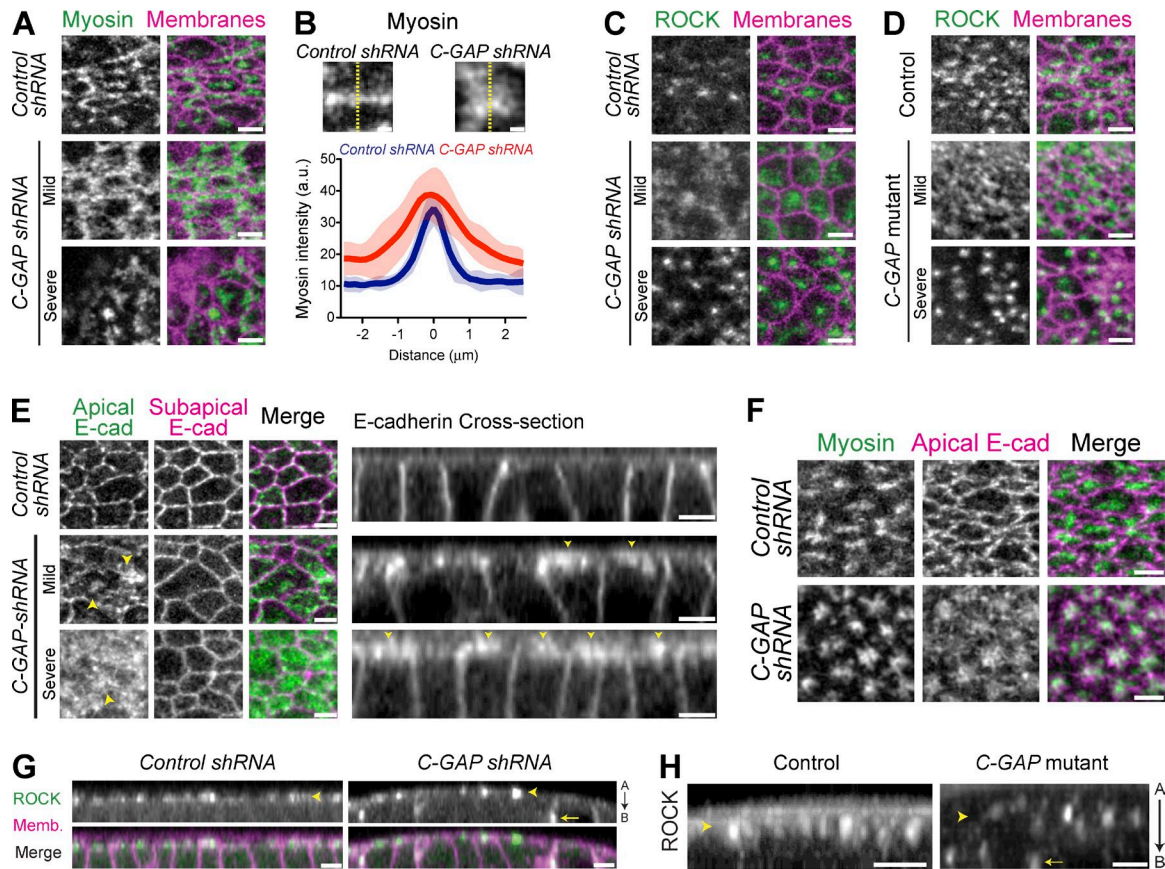 A
Myosin Membranes
Control shRNA
C-GAP shRNA
Mild
Severe
B
Myosin
Control shRNA C-GAP shRNA
Control shRNA C-GAP shRNA
Myosin intensity (a.u.)
50
40
30
20
10
0
-2 -1 0 1 2
Distance (μm)
C
ROCK Membranes
Control shRNA
C-GAP shRNA
Mild
Severe
D
ROCK Membranes
Control
C-GAP mutant
Mild
Severe
E
Apical E-cad
Subapical E-cad
Merge
E-cadherin Cross-section
Control shRNA
C-GAP-shRNA
Mild
Severe
F
Myosin Apical E-cad Merge
Control shRNA
C-GAP shRNA
G
Control shRNA C-GAP shRNA
ROCK
Memb.
Merge
A
B
H
Control C-GAP mutant
ROCK
A
B